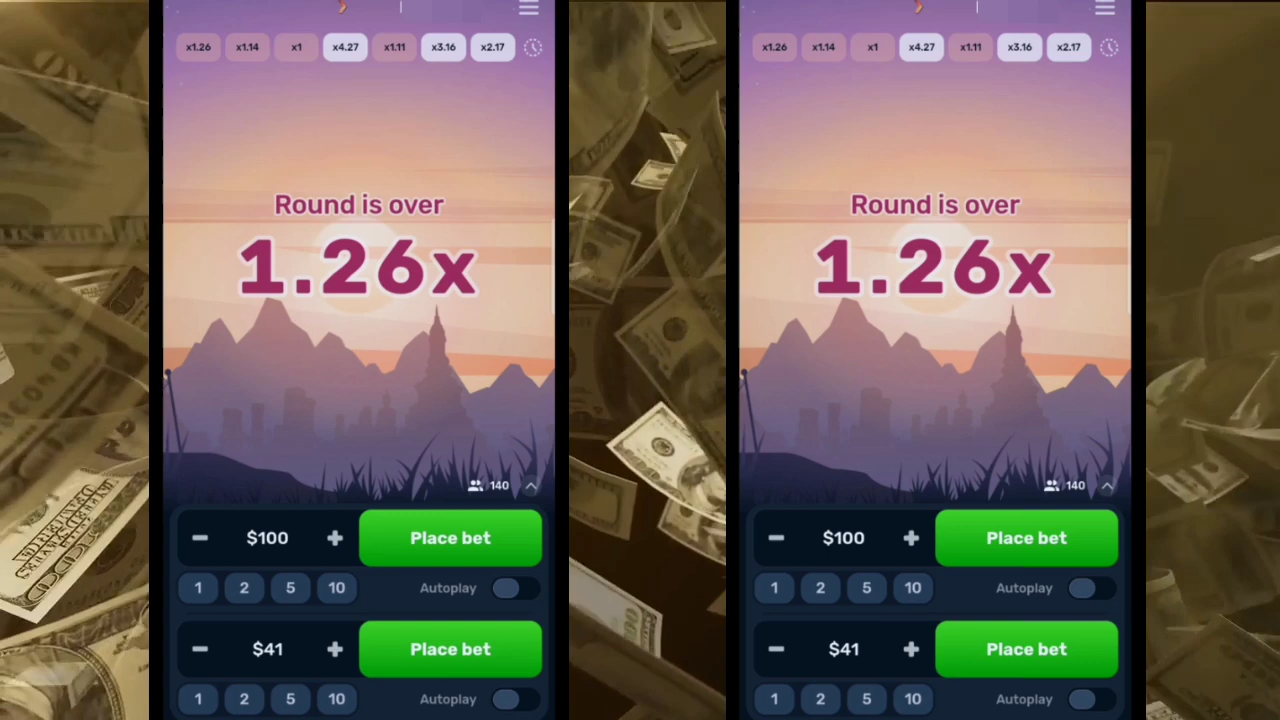 x1.26 x1.14 x1 x4.27 x1.11 x3.16 x2.17
Round is over
1.26x
140
$100 Place bet
1 2 5 10 Autoplay
$41 Place bet
1 2 5 10 Autoplay
x1.26 x1.14 x1 x4.27 x1.11 x3.16 x2.17
Round is over
1.26x
140
$100 Place bet
1 2 5 10 Autoplay
$41 Place bet
1 2 5 10 Autoplay